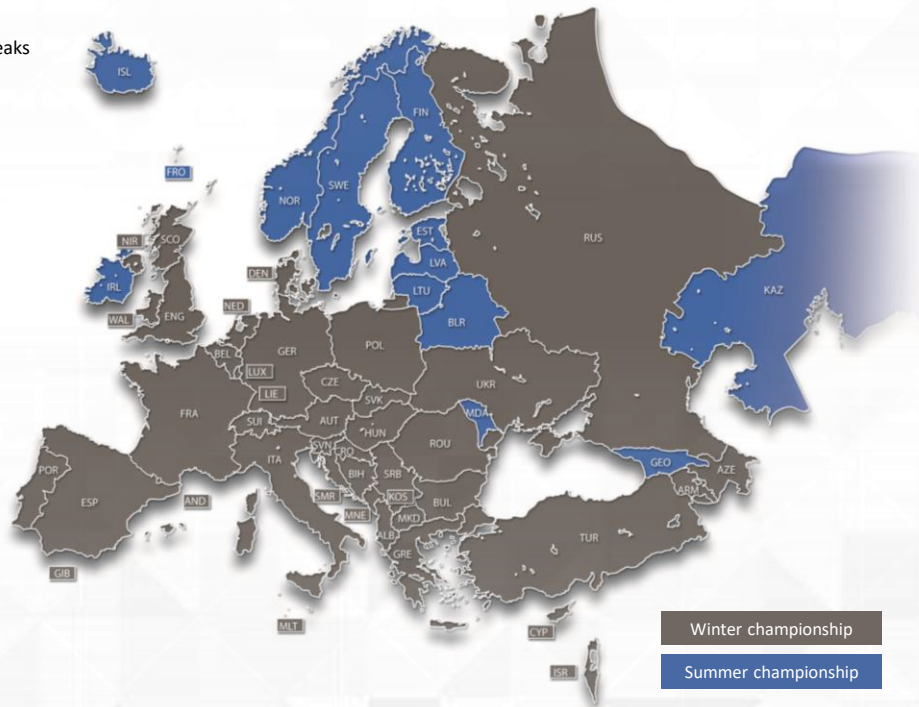 eaks
ISL
FIN
FRO
SWE
NOR
RUS
NIR
SCO
EST
DEN
LVA
IRL
KAZ
LTU
NED
WAL
ENG
BLR
BEL
GER
POL
LUX
CZE
UKR
LIE
SVK
FRA
MDA
SUI
AUT
HUN
ROU
SVN
CRO
ITA
GEO
POR
BIH
SRB
AZE
ESP
AND
SMR
KOS
BUL
ARM
MNE
MKD
ALB
TUR
GRE
GIB
MLT
CYP
Winter championship
ISR
Summer championship